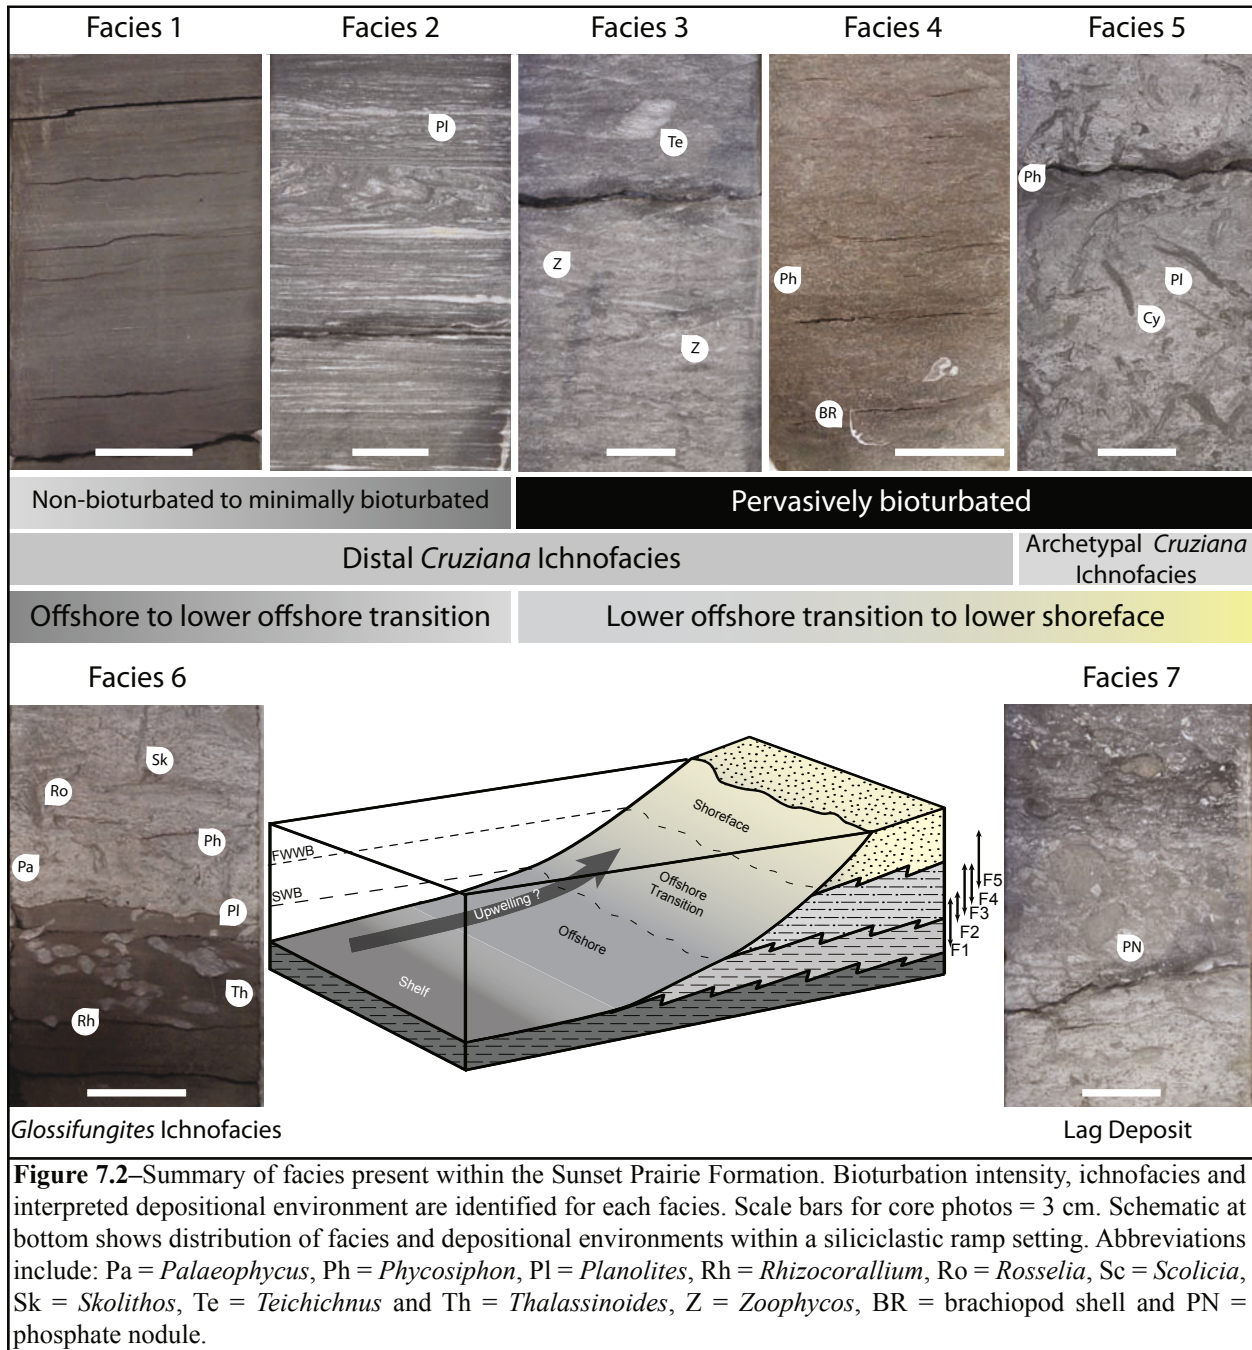 Facies 1
Facies 2
Facies 3
Facies 4
Facies 5
Pl
Te
Z
Z
Ph
BR
Ph
Pl
Cy
Non-bioturbated to minimally bioturbated
Pervasively bioturbated
Distal Cruziana Ichnofacies
Archetypal Cruziana
Ichnofacies
Offshore to lower offshore transition
Lower offshore transition to lower shoreface
Facies 6
Facies 7
Sk
Ro
Ph
Pa
Pl
Th
Rh
FWWB
SWB
Upwelling ?
Shelf
Offshore
Offshore
Transition
Shoreface
F5
F4
F3
F2
F1
PN
Glossifungites Ichnofacies
Lag Deposit
Figure 7.2–Summary of facies present within the Sunset Prairie Formation. Bioturbation intensity, ichnofacies and
interpreted depositional environment are identified for each facies. Scale bars for core photos = 3 cm. Schematic at
bottom shows distribution of facies and depositional environments within a siliciclastic ramp setting. Abbreviations
include: Pa = Palaeophycus, Ph = Phycosiphon, Pl = Planolites, Rh = Rhizocorallium, Ro = Rosselia, Sc = Scolicia,
Sk = Skolithos, Te = Teichichnus and Th = Thalassinoides, Z = Zoophycos, BR = brachiopod shell and PN =
phosphate nodule.